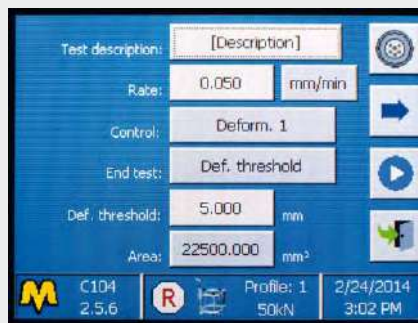 Test description: [Description]
Rate: 0.050 mm/min
Control: Deform. 1
End test: Def. threshold
Def. threshold: 5.000 mm
Area: 22500.000 mm³
C104 R Profile: 1 2/24/2014
2.5.6 50kN 3:02 PM